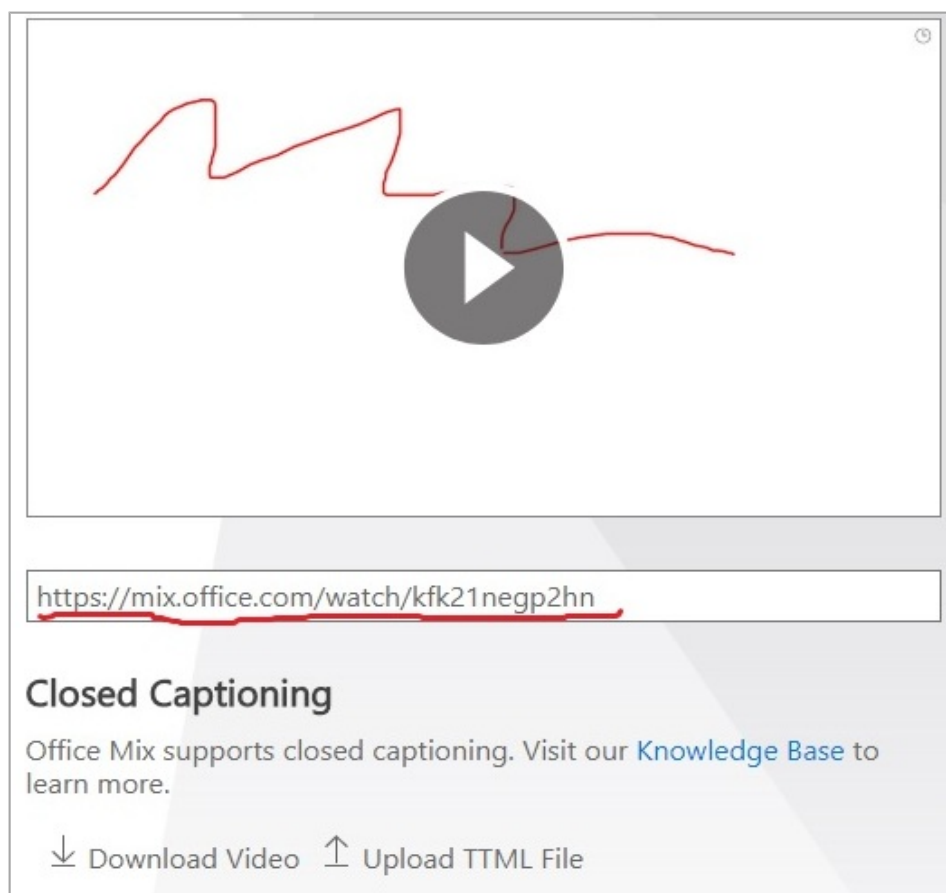 https://mix.office.com/watch/kfk21negp2hn
Closed Captioning
Office Mix supports closed captioning. Visit our Knowledge Base to
learn more.
Download Video Upload TTML File